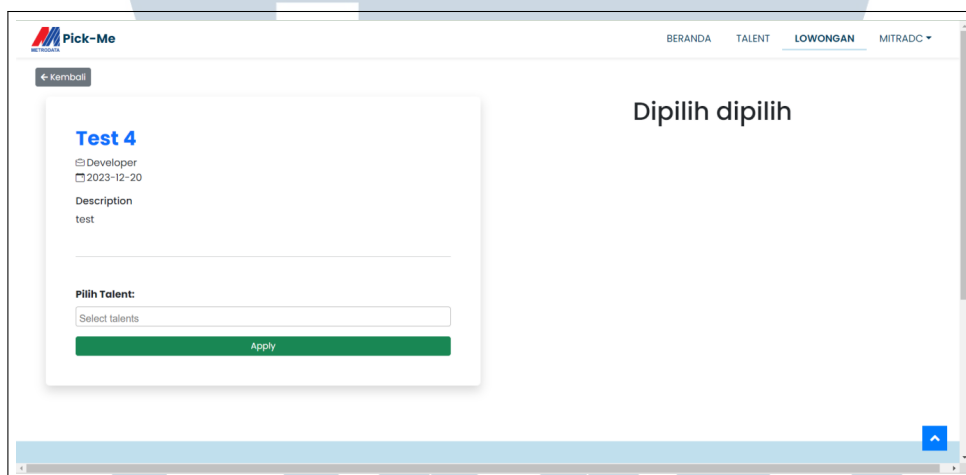 METRODATA
Pick-Me
BERANDA TALENT LOWONGAN MITRADC
Kembali
Test 4
Developer
2023-12-20
Description
test
Pilih Talent:
Select talents
Apply
Dipilih dipilih